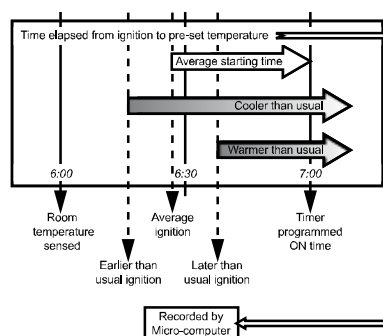 Time elapsed from ignition to pre-set temperature
Average starting time
Cooler than usual
Warmer than usual
6:00
6:30
7:00
Room
temperature
sensed
Average
ignition
Timer
programmed
ON time
Earlier than
usual ignition
Later than
usual ignition
Recorded by
Micro-computer